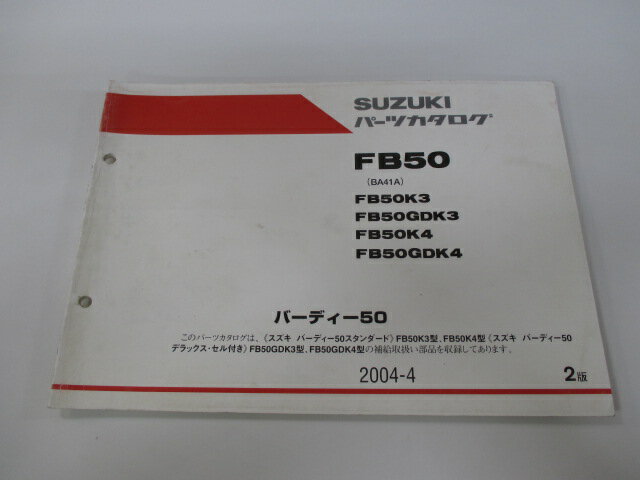 SUZUKI
パーツカタログ
FB50
(BA41A)
FB50K3
FB50GDK3
FB50K4
FB50GDK4
バーディー50
このパーツカタログは、《スズキ バーディー50スタンダード》FB50K3型、FB50K4型《スズキ バーディー50
デラックス・セル付き》FB50GDK3型、FB50GDK4型の補給取扱い部品を収録してあります。
2004-4
2版